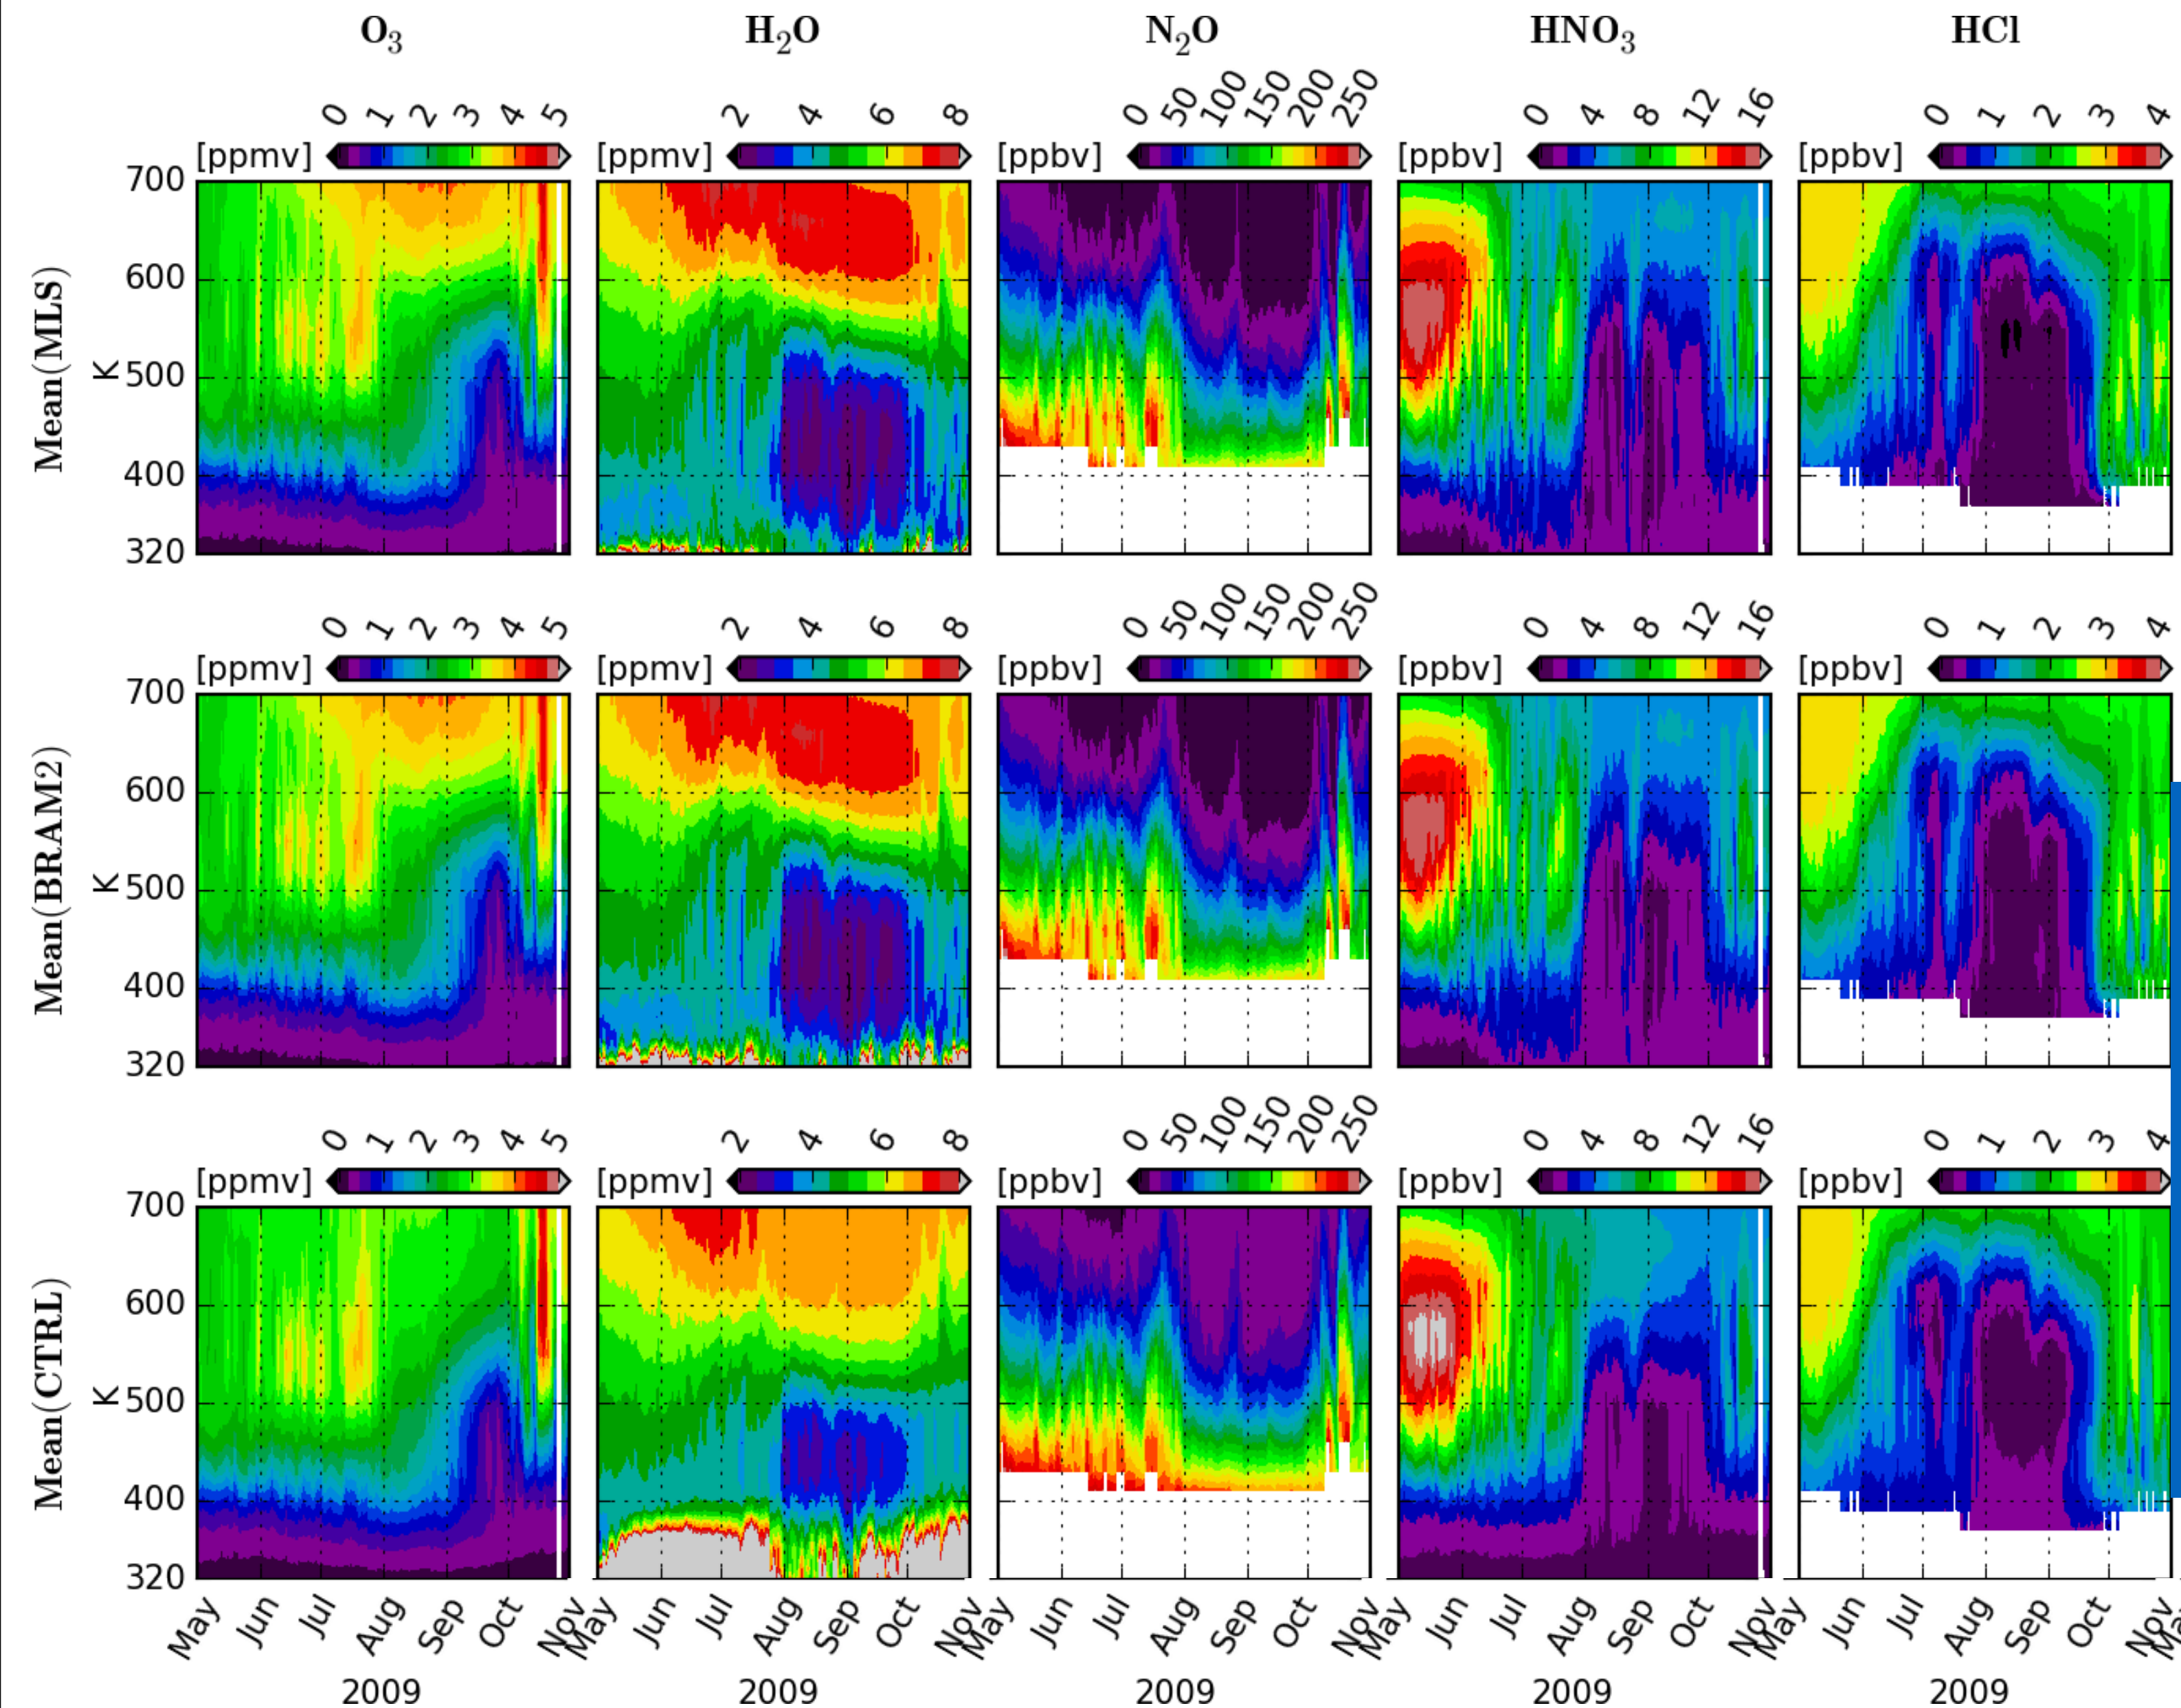 O3 H2O N2O HNO3 HCl
0 1 2 3 4 5 2 4 6 8 0 50 100 150 200 250 0 4 8 12 16 0 1 2 3 4
[ppmv] [ppmv] [ppbv] [ppbv] [ppbv]
Mean(MLS)
K
700
600
500
400
320
0 1 2 3 4 5 2 4 6 8 0 50 100 150 200 250 0 4 8 12 16 0 1 2 3 4
[ppmv] [ppmv] [ppbv] [ppbv] [ppbv]
Mean(BRAM2)
K
700
600
500
400
320
0 1 2 3 4 5 2 4 6 8 0 50 100 150 200 250 0 4 8 12 16 0 1 2 3 4
[ppmv] [ppmv] [ppbv] [ppbv] [ppbv]
Mean(CTRL)
K
700
600
500
400
320
May Jun Jul Aug Sep Oct Nov May Jun Jul Aug Sep Oct Nov May Jun Jul Aug Sep Oct Nov May Jun Jul Aug Sep Oct Nov May Jun Jul Aug Sep Oct Nov
2009 2009 2009 2009 2009